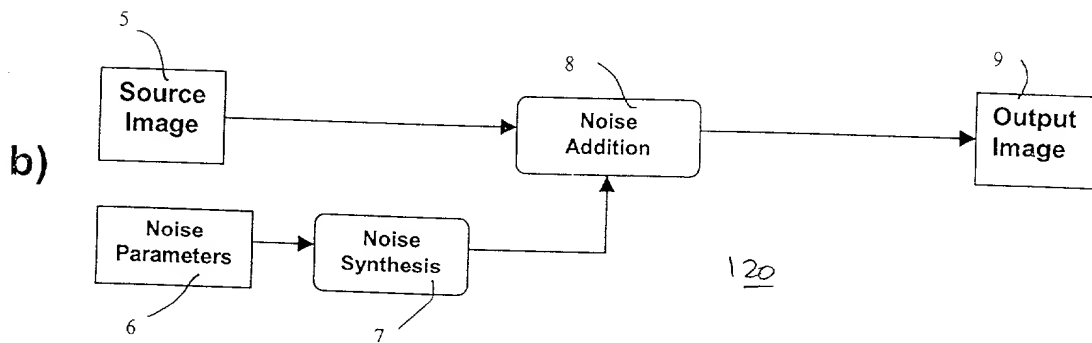 5
8
9
Source
Image
Noise
Addition
Output
Image
b)
Noise
Parameters
Noise
Synthesis
120
6
7